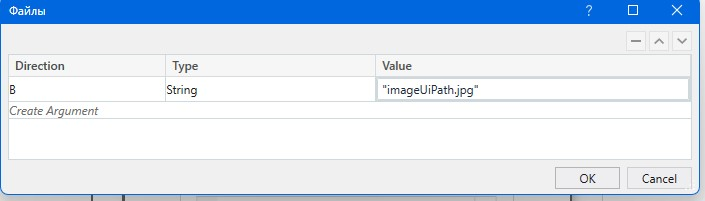 Файлы
?
Direction Type Value
В String "imageUiPath.jpg"
Create Argument
OK Cancel